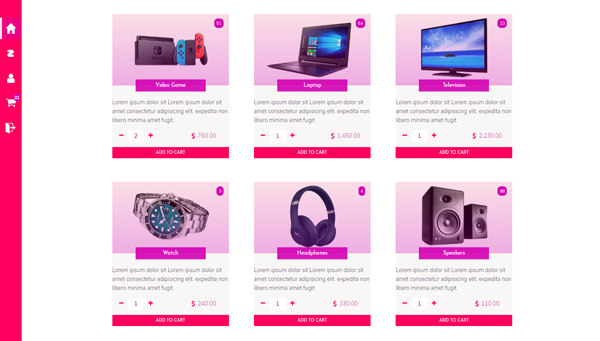 51
64
23
Video Game
Laptop
Television
Lorem ipsum dolor sit Lorem ipsum dolor sit
amet consectetur adipisicing elit. expedita non
libero minima amet fugit.
Lorem ipsum dolor sit Lorem ipsum dolor sit
amet consectetur adipisicing elit. expedita non
libero minima amet fugit.
Lorem ipsum dolor sit Lorem ipsum dolor sit
amet consectetur adipisicing elit. expedita non
libero minima amet fugit.
− 2 + $ 760.00
− 1 + $ 1,450.00
− 1 + $ 2,230.00
ADD TO CART
ADD TO CART
ADD TO CART
3
4
Watch
Headphones
Speakers
Lorem ipsum dolor sit Lorem ipsum dolor sit
amet consectetur adipisicing elit. expedita non
libero minima amet fugit.
Lorem ipsum dolor sit Lorem ipsum dolor sit
amet consectetur adipisicing elit. expedita non
libero minima amet fugit.
Lorem ipsum dolor sit Lorem ipsum dolor sit
amet consectetur adipisicing elit. expedita non
libero minima amet fugit.
− 1 + $ 240.00
− 1 + $ 330.00
− 1 + $ 110.00
ADD TO CART
ADD TO CART
ADD TO CART